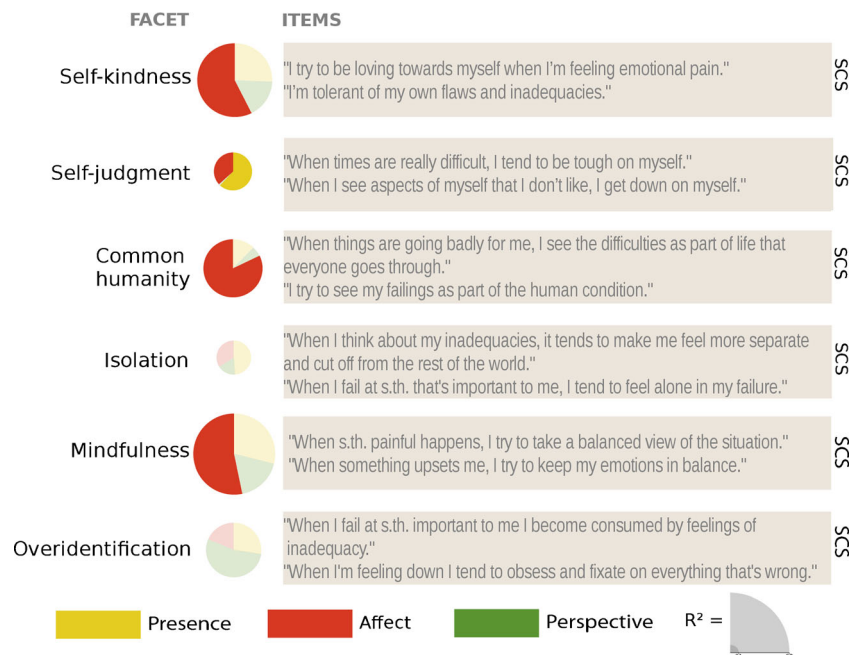 FACET ITEMS
Self-kindness
"I try to be loving towards myself when I'm feeling emotional pain."
"I'm tolerant of my own flaws and inadequacies."
SCS
Self-judgment
"When times are really difficult, I tend to be tough on myself."
"When I see aspects of myself that I don't like, I get down on myself."
SCS
Common
humanity
"When things are going badly for me, I see the difficulties as part of life that
everyone goes through."
"I try to see my failings as part of the human condition."
SCS
Isolation
"When I think about my inadequacies, it tends to make me feel more separate
and cut off from the rest of the world."
"When I fail at s.th. that's important to me, I tend to feel alone in my failure."
SCS
Mindfulness
"When s.th. painful happens, I try to take a balanced view of the situation."
"When something upsets me, I try to keep my emotions in balance."
SCS
Overidentification
"When I fail at s.th. important to me I become consumed by feelings of
inadequacy."
"When I'm feeling down I tend to obsess and fixate on everything that's wrong."
SCS
Presence Affect Perspective R² =